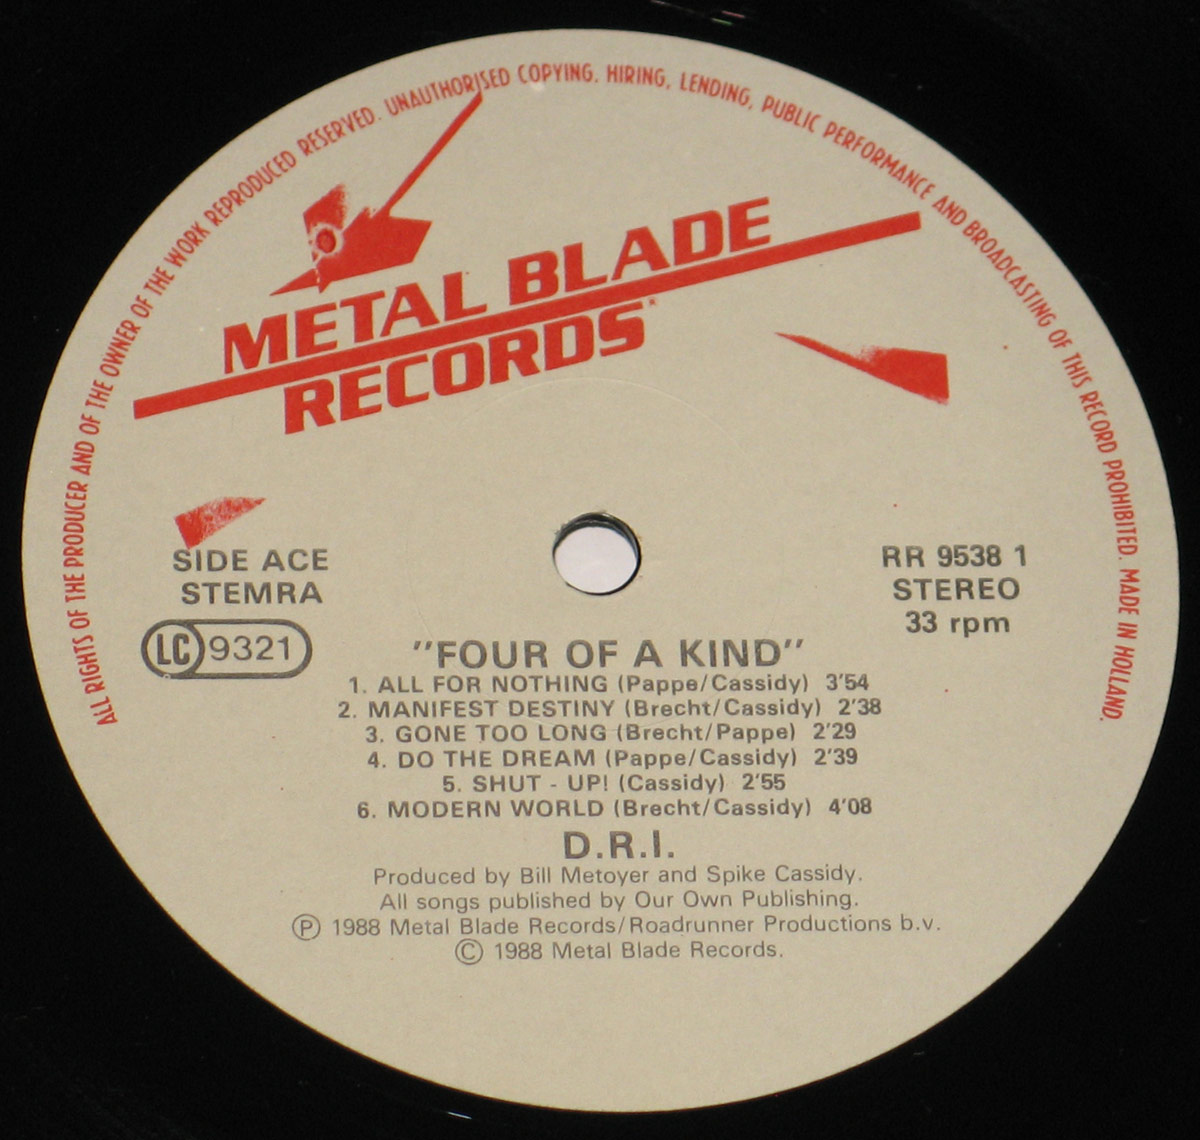 ALL RIGHTS OF THE PRODUCER AND OF THE OWNER OF THE WORK REPRODUCED RESERVED. UNAUTHORISED COPYING, HIRING, LENDING, PUBLIC PERFORMANCE AND BROADCASTING OF THIS RECORD PROHIBITED. MADE IN HOLLAND.
METAL BLADE
RECORDS
SIDE ACE
STEMRA
LC 9321
RR 9538 1
STEREO
33 rpm
"FOUR OF A KIND"
1. ALL FOR NOTHING (Pappe/Cassidy) 3'54
2. MANIFEST DESTINY (Brecht/Cassidy) 2'38
3. GONE TOO LONG (Brecht/Pappe) 2'29
4. DO THE DREAM (Pappe/Cassidy) 2'39
5. SHUT - UP! (Cassidy) 2'55
6. MODERN WORLD (Brecht/Cassidy) 4'08
D.R.I.
Produced by Bill Metoyer and Spike Cassidy.
All songs published by Our Own Publishing.
Ⓟ 1988 Metal Blade Records/Roadrunner Productions b.v.
© 1988 Metal Blade Records.